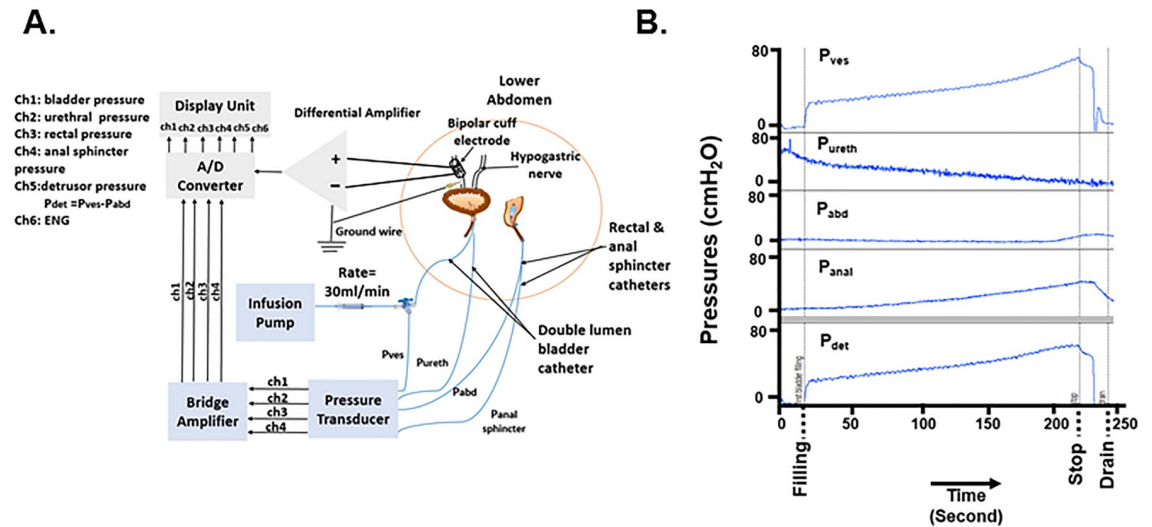 A.
Ch1: bladder pressure
Ch2: urethral pressure
Ch3: rectal pressure
Ch4: anal sphincter
pressure
Ch5:detrusor pressure
Pdet =Pves-Pabd
Ch6: ENG
Display Unit
ch1 ch2 ch3 ch4 ch5 ch6
A/D
Converter
Differential Amplifier
+
−
Ground wire
Lower
Abdomen
Bipolar cuff
electrode
Hypogastric
nerve
Rectal &
anal
sphincter
catheters
Rate=
30ml/min
Infusion
Pump
Double lumen
bladder
catheter
ch1
ch2
ch3
ch4
Pves
Pureth
Pabd
Panal
sphincter
Bridge
Amplifier
ch1
ch2
ch3
ch4
Pressure
Transducer
B.
Pressures (cmH2O)
80
0
Pves
80
0
Pureth
80
0
Pabd
80
0
Panal
80
0
Pdet
bladder filling
0 50 100 150 200 250
Filling
Stop
Drain
Time
(Second)